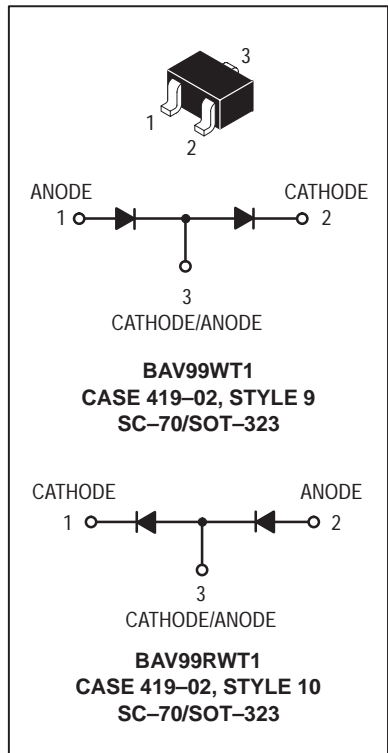 3
1
2
ANODE CATHODE
1 2
3
CATHODE/ANODE
BAV99WT1
CASE 419–02, STYLE 9
SC–70/SOT–323
CATHODE ANODE
1 2
3
CATHODE/ANODE
BAV99RWT1
CASE 419–02, STYLE 10
SC–70/SOT–323